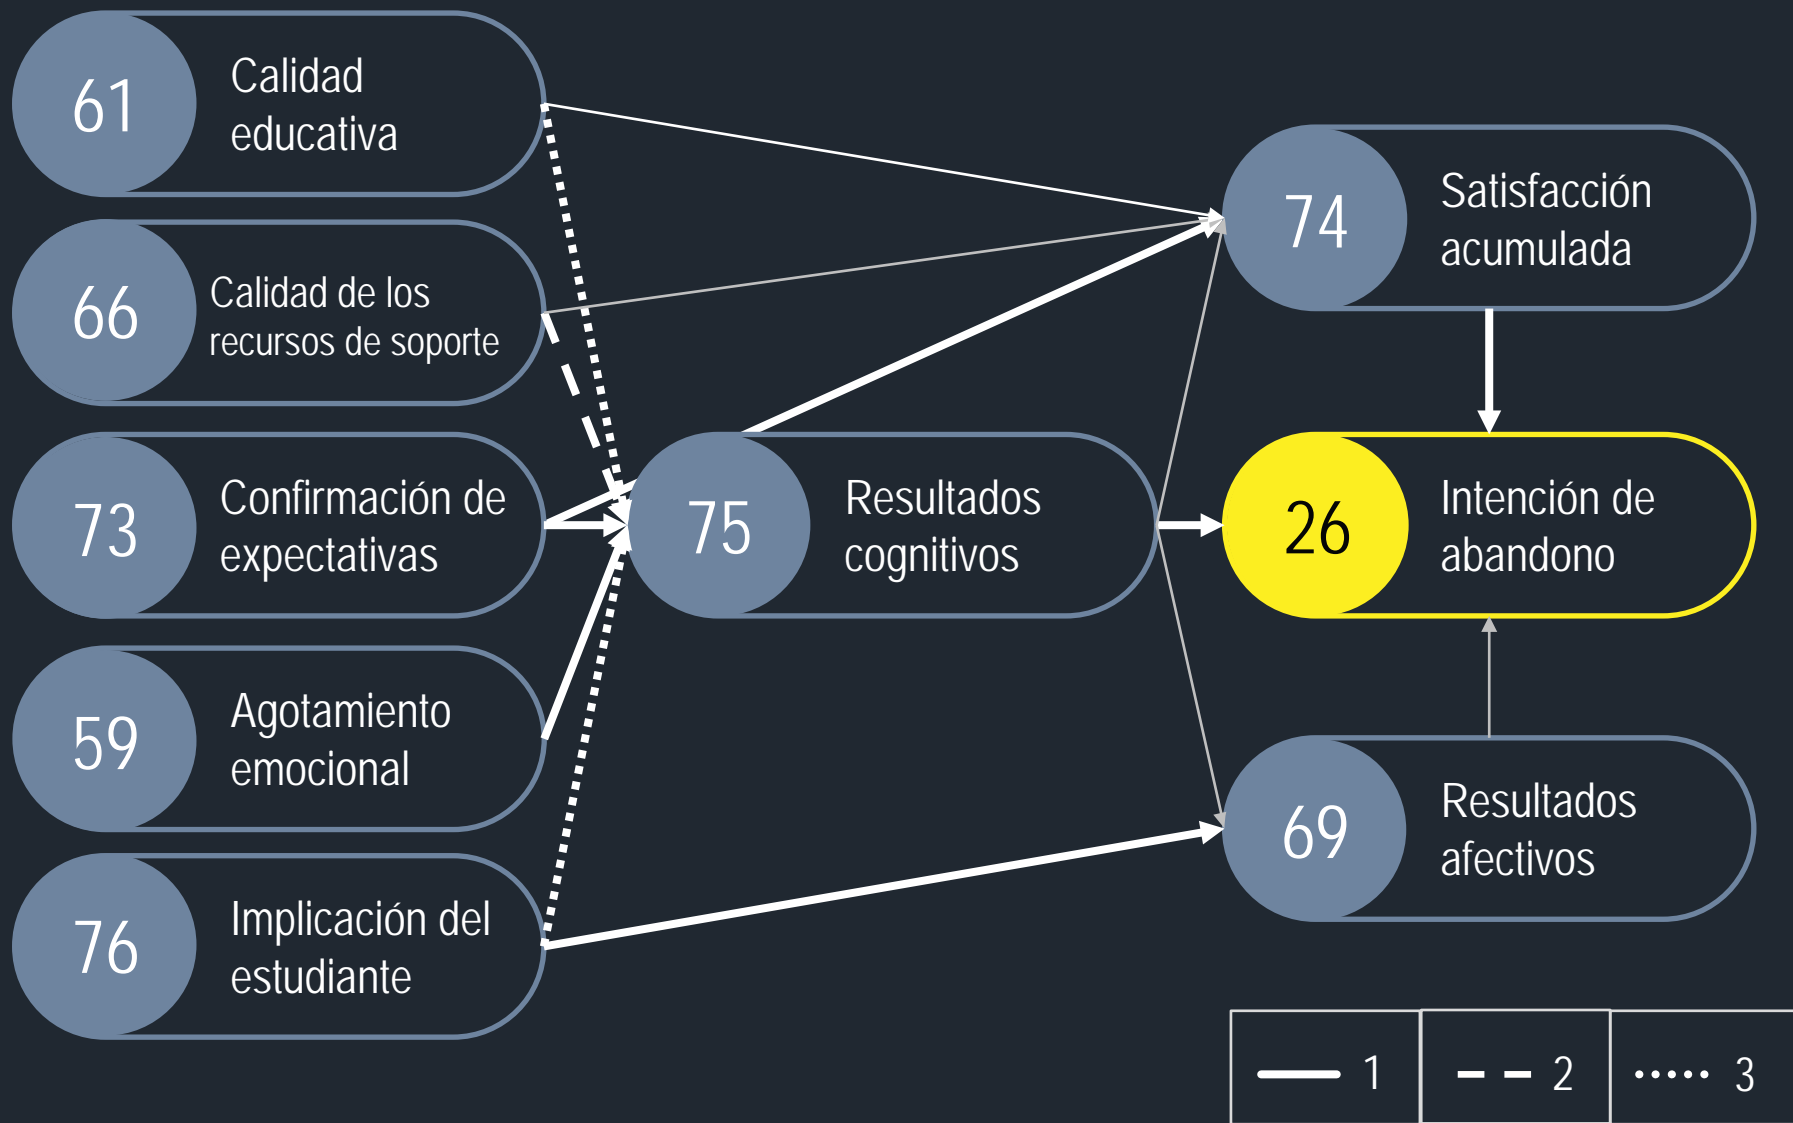 61
Calidad
educativa
66
Calidad de los
recursos de soporte
73
Confirmación de
expectativas
59
Agotamiento
emocional
76
Implicación del
estudiante
75
Resultados
cognitivos
74
Satisfacción
acumulada
26
Intención de
abandono
69
Resultados
afectivos
1
2
3